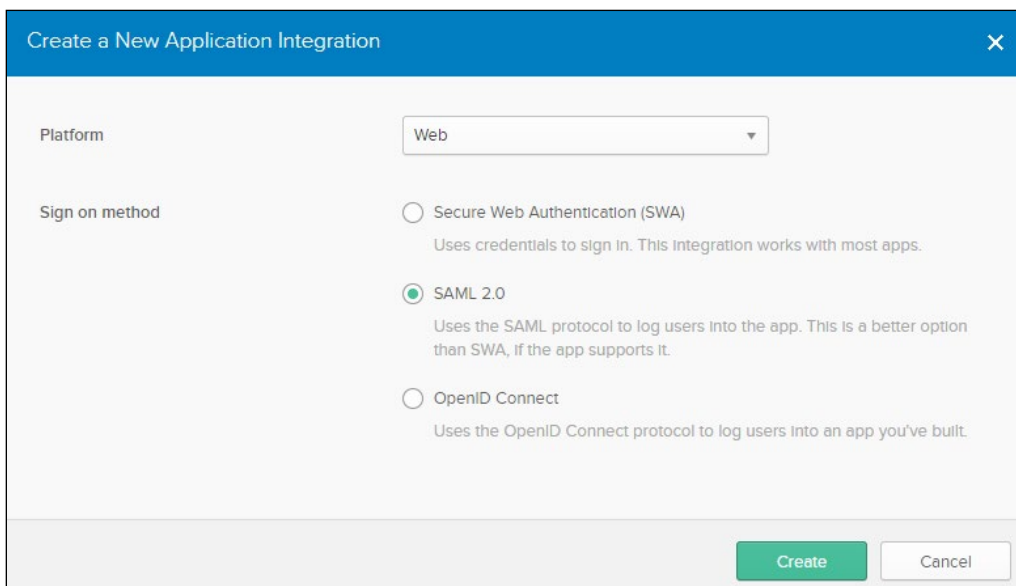 Create a New Application Integration
Platform
Web
Sign on method
Secure Web Authentication (SWA)
Uses credentials to sign in. This integration works with most apps.
SAML 2.0
Uses the SAML protocol to log users into the app. This is a better option
than SWA, if the app supports it.
OpenID Connect
Uses the OpenID Connect protocol to log users into an app you've built.
Create
Cancel